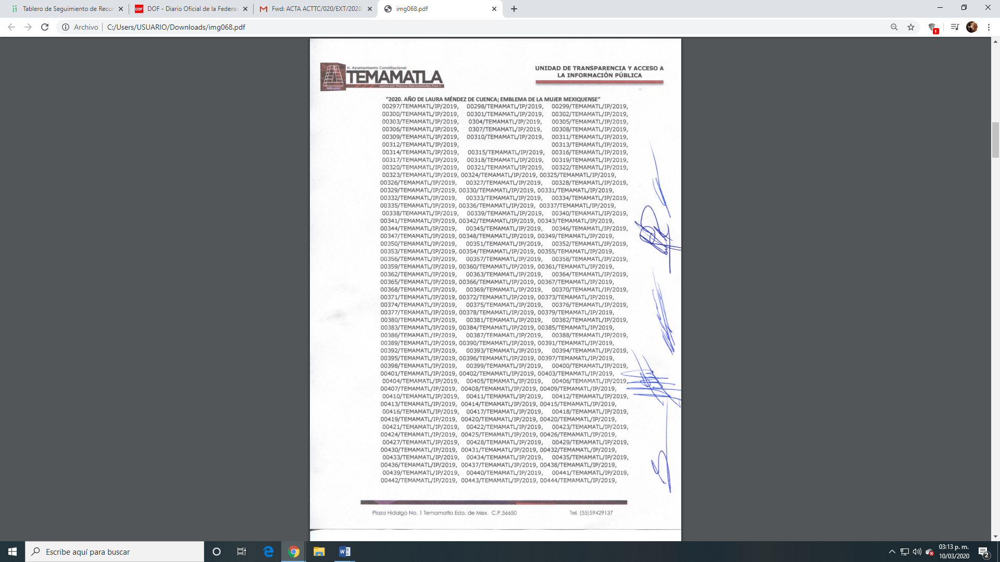 Tablero de Seguimiento de Recur
DOF - Diario Oficial de la Federac
Fwd: ACTA ACTTC/020/EXT/2020
img068.pdf
Archivo
C:/Users/USUARIO/Downloads/img068.pdf
H. Ayuntamiento Constitucional
TEMAMATLA
Juntos por Mejores Oportunidades Para ti
UNIDAD DE TRANSPARENCIA Y ACCESO A
LA INFORMACIÓN PÚBLICA
“2020. AÑO DE LAURA MÉNDEZ DE CUENCA; EMBLEMA DE LA MUJER MEXIQUENSE”
00297/TEMAMATL/IP/2019, 00298/TEMAMATL/IP/2019, 00299/TEMAMATL/IP/2019,
00300/TEMAMATL/IP/2019, 00301/TEMAMATL/IP/2019, 00302/TEMAMATL/IP/2019,
00303/TEMAMATL/IP/2019, 0304/TEMAMATL/IP/2019, 00305/TEMAMATL/IP/2019,
00306/TEMAMATL/IP/2019, 0307/TEMAMATL/IP/2019, 00308/TEMAMATL/IP/2019,
00309/TEMAMATL/IP/2019, 00310/TEMAMATL/IP/2019, 00311/TEMAMATL/IP/2019,
00312/TEMAMATL/IP/2019, 00313/TEMAMATL/IP/2019,
00314/TEMAMATL/IP/2019, 00315/TEMAMATL/IP/2019, 00316/TEMAMATL/IP/2019,
00317/TEMAMATL/IP/2019, 00318/TEMAMATL/IP/2019, 00319/TEMAMATL/IP/2019,
00320/TEMAMATL/IP/2019, 00321/TEMAMATL/IP/2019, 00322/TEMAMATL/IP/2019,
00323/TEMAMATL/IP/2019, 00324/TEMAMATL/IP/2019, 00325/TEMAMATL/IP/2019,
00326/TEMAMATL/IP/2019, 00327/TEMAMATL/IP/2019, 00328/TEMAMATL/IP/2019,
00329/TEMAMATL/IP/2019, 00330/TEMAMATL/IP/2019, 00331/TEMAMATL/IP/2019,
00332/TEMAMATL/IP/2019, 00333/TEMAMATL/IP/2019, 00334/TEMAMATL/IP/2019,
00335/TEMAMATL/IP/2019, 00336/TEMAMATL/IP/2019, 00337/TEMAMATL/IP/2019,
00338/TEMAMATL/IP/2019, 00339/TEMAMATL/IP/2019, 00340/TEMAMATL/IP/2019,
00341/TEMAMATL/IP/2019, 00342/TEMAMATL/IP/2019, 00343/TEMAMATL/IP/2019,
00344/TEMAMATL/IP/2019, 00345/TEMAMATL/IP/2019, 00346/TEMAMATL/IP/2019,
00347/TEMAMATL/IP/2019, 00348/TEMAMATL/IP/2019, 00349/TEMAMATL/IP/2019,
00350/TEMAMATL/IP/2019, 00351/TEMAMATL/IP/2019, 00352/TEMAMATL/IP/2019,
00353/TEMAMATL/IP/2019, 00354/TEMAMATL/IP/2019, 00355/TEMAMATL/IP/2019,
00356/TEMAMATL/IP/2019, 00357/TEMAMATL/IP/2019, 00358/TEMAMATL/IP/2019,
00359/TEMAMATL/IP/2019, 00360/TEMAMATL/IP/2019, 00361/TEMAMATL/IP/2019,
00362/TEMAMATL/IP/2019, 00363/TEMAMATL/IP/2019, 00364/TEMAMATL/IP/2019,
00365/TEMAMATL/IP/2019, 00366/TEMAMATL/IP/2019, 00367/TEMAMATL/IP/2019,
00368/TEMAMATL/IP/2019, 00369/TEMAMATL/IP/2019, 00370/TEMAMATL/IP/2019,
00371/TEMAMATL/IP/2019, 00372/TEMAMATL/IP/2019, 00373/TEMAMATL/IP/2019,
00374/TEMAMATL/IP/2019, 00375/TEMAMATL/IP/2019, 00376/TEMAMATL/IP/2019,
00377/TEMAMATL/IP/2019, 00378/TEMAMATL/IP/2019, 00379/TEMAMATL/IP/2019,
00380/TEMAMATL/IP/2019, 00381/TEMAMATL/IP/2019, 00382/TEMAMATL/IP/2019,
00383/TEMAMATL/IP/2019, 00384/TEMAMATL/IP/2019, 00385/TEMAMATL/IP/2019,
00386/TEMAMATL/IP/2019, 00387/TEMAMATL/IP/2019, 00388/TEMAMATL/IP/2019,
00389/TEMAMATL/IP/2019, 00390/TEMAMATL/IP/2019, 00391/TEMAMATL/IP/2019,
00392/TEMAMATL/IP/2019, 00393/TEMAMATL/IP/2019, 00394/TEMAMATL/IP/2019,
00395/TEMAMATL/IP/2019, 00396/TEMAMATL/IP/2019, 00397/TEMAMATL/IP/2019,
00398/TEMAMATL/IP/2019, 00399/TEMAMATL/IP/2019, 00400/TEMAMATL/IP/2019,
00401/TEMAMATL/IP/2019, 00402/TEMAMATL/IP/2019, 00403/TEMAMATL/IP/2019,
00404/TEMAMATL/IP/2019, 00405/TEMAMATL/IP/2019, 00406/TEMAMATL/IP/2019,
00407/TEMAMATL/IP/2019, 00408/TEMAMATL/IP/2019, 00409/TEMAMATL/IP/2019,
00410/TEMAMATL/IP/2019, 00411/TEMAMATL/IP/2019, 00412/TEMAMATL/IP/2019,
00413/TEMAMATL/IP/2019, 00414/TEMAMATL/IP/2019, 00415/TEMAMATL/IP/2019,
00416/TEMAMATL/IP/2019, 00417/TEMAMATL/IP/2019, 00418/TEMAMATL/IP/2019,
00419/TEMAMATL/IP/2019, 00420/TEMAMATL/IP/2019, 00420/TEMAMATL/IP/2019,
00421/TEMAMATL/IP/2019, 00422/TEMAMATL/IP/2019, 00423/TEMAMATL/IP/2019,
00424/TEMAMATL/IP/2019, 00425/TEMAMATL/IP/2019, 00426/TEMAMATL/IP/2019,
00427/TEMAMATL/IP/2019, 00428/TEMAMATL/IP/2019, 00429/TEMAMATL/IP/2019,
00430/TEMAMATL/IP/2019, 00431/TEMAMATL/IP/2019, 00432/TEMAMATL/IP/2019,
00433/TEMAMATL/IP/2019, 00434/TEMAMATL/IP/2019, 00435/TEMAMATL/IP/2019,
00436/TEMAMATL/IP/2019, 00437/TEMAMATL/IP/2019, 00438/TEMAMATL/IP/2019,
00439/TEMAMATL/IP/2019, 00440/TEMAMATL/IP/2019, 00441/TEMAMATL/IP/2019,
00442/TEMAMATL/IP/2019, 00443/TEMAMATL/IP/2019, 00444/TEMAMATL/IP/2019,
Plaza Hidalgo No. 1 Temamatla Edo. de Mex. C.P.56650
Tel. (55)59429137
Escribe aquí para buscar
03:13 p. m.
10/03/2020
2